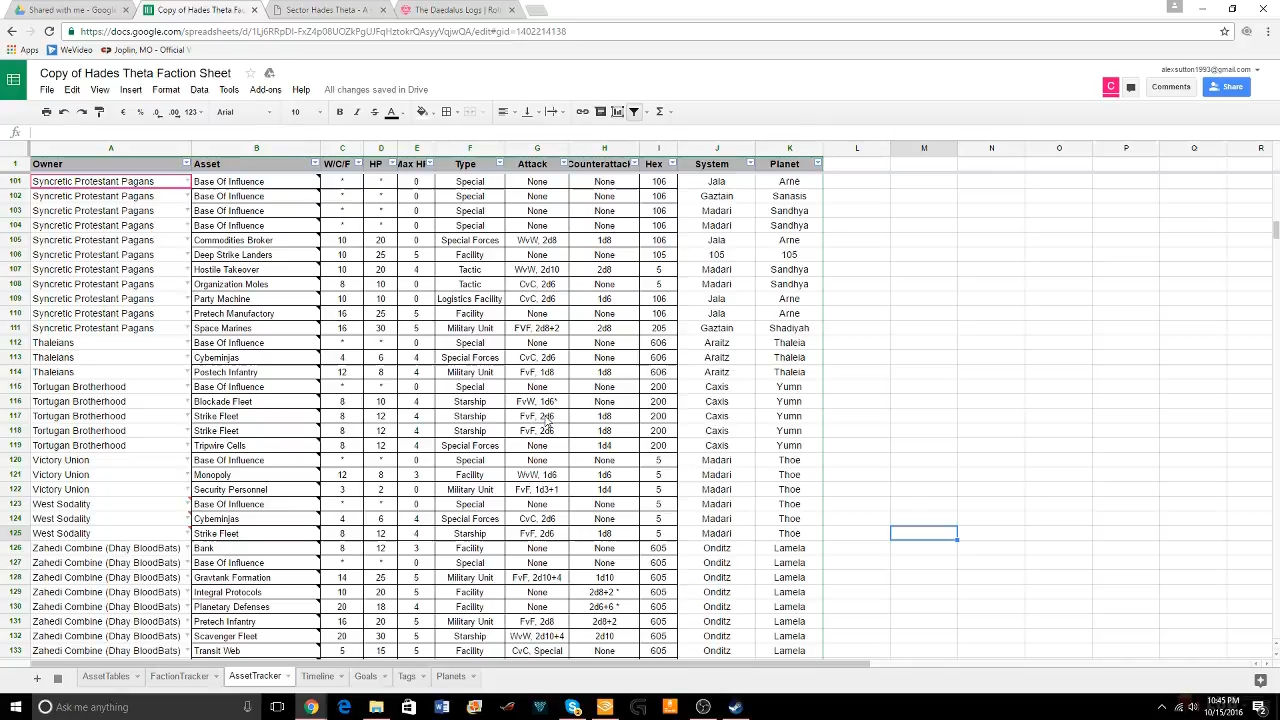 Shared with me - Google
Copy of Hades Theta Fact
Sector Hades Theta - A
The Daedalus Logs | Rol
https://docs.google.com/spreadsheets/d/1Lj6RRpDI-FxZ4p08UOZkPgUJFqHztokrQAsyyVqjwQA/edit#gid=1402214138
Apps WeVideo Joplin, MO - Official
Copy of Hades Theta Faction Sheet
alexsutton1993@gmail.com
File Edit View Insert Format Data Tools Add-ons Help All changes saved in Drive
C Comments Share
€ % .0 .00 123 Arial 10 B I S A Σ
fx
A B C D E F G H I J K L M N O P Q R
1 Owner Asset W/C/F HP Max HP Type Attack Counterattack Hex System Planet
101 Syncretic Protestant Pagans Base Of Influence * * 0 Special None None 106 Jala Arne
102 Syncretic Protestant Pagans Base Of Influence * * 0 Special None None 106 Gaztain Sanasis
103 Syncretic Protestant Pagans Base Of Influence * * 0 Special None None 106 Madari Sandhya
104 Syncretic Protestant Pagans Base Of Influence * * 0 Special None None 106 Madari Sandhya
105 Syncretic Protestant Pagans Commodities Broker 10 20 0 Special Forces WvW, 2d8 1d8 106 Jala Arne
106 Syncretic Protestant Pagans Deep Strike Landers 10 25 5 Facility None None 105 105 105
107 Syncretic Protestant Pagans Hostile Takeover 10 20 4 Tactic WvW, 2d10 2d8 5 Madari Sandhya
108 Syncretic Protestant Pagans Organization Moles 8 10 0 Tactic CvC, 2d6 None 5 Madari Sandhya
109 Syncretic Protestant Pagans Party Machine 10 10 0 Logistics Facility CvC, 2d6 1d6 106 Jala Arne
110 Syncretic Protestant Pagans Pretech Manufactory 16 25 5 Facility None None 106 Jala Arne
111 Syncretic Protestant Pagans Space Marines 16 30 5 Military Unit FVF, 2d8+2 2d8 205 Gaztain Shadiyah
112 Thaleians Base Of Influence * * 0 Special None None 606 Araitz Thaleia
113 Thaleians Cyberninjas 4 6 4 Special Forces CvC, 2d6 None 606 Araitz Thaleia
114 Thaleians Postech Infantry 12 8 4 Military Unit FvF, 1d8 None 606 Araitz Thaleia
115 Tortugan Brotherhood Base Of Influence * * 0 Special None None 200 Caxis Yumn
116 Tortugan Brotherhood Blockade Fleet 8 10 4 Starship FvW, 1d6* None 200 Caxis Yumn
117 Tortugan Brotherhood Strike Fleet 8 12 4 Starship FvF, 2d6 1d8 200 Caxis Yumn
118 Tortugan Brotherhood Strike Fleet 8 12 4 Starship FvF, 2d6 1d8 200 Caxis Yumn
119 Tortugan Brotherhood Tripwire Cells 8 12 4 Special Forces None 1d4 200 Caxis Yumn
120 Victory Union Base Of Influence * * 0 Special None None 5 Madari Thoe
121 Victory Union Monopoly 12 8 3 Facility WvW, 1d6 1d6 5 Madari Thoe
122 Victory Union Security Personnel 3 2 0 Military Unit FvF, 1d3+1 1d4 5 Madari Thoe
123 West Sodality Base Of Influence * * 0 Special None None 5 Madari Thoe
124 West Sodality Cyberninjas 4 6 4 Special Forces CvC, 2d6 None 5 Madari Thoe
125 West Sodality Strike Fleet 8 12 4 Starship FvF, 2d6 1d8 5 Madari Thoe
126 Zahedi Combine (Dhay BloodBats) Bank 8 12 3 Facility None None 605 Onditz Lamela
127 Zahedi Combine (Dhay BloodBats) Base Of Influence * * 0 Special None None 605 Onditz Lamela
128 Zahedi Combine (Dhay BloodBats) Gravtank Formation 14 25 5 Military Unit FvF, 2d10+4 1d10 605 Onditz Lamela
129 Zahedi Combine (Dhay BloodBats) Integral Protocols 10 20 5 Facility None 2d8+2 * 605 Onditz Lamela
130 Zahedi Combine (Dhay BloodBats) Planetary Defenses 20 18 4 Facility None 2d6+6 * 605 Onditz Lamela
131 Zahedi Combine (Dhay BloodBats) Pretech Infantry 16 20 5 Military Unit FvF, 2d8 2d8+2 605 Onditz Lamela
132 Zahedi Combine (Dhay BloodBats) Scavenger Fleet 20 30 5 Starship WvW, 2d10+4 2d10 605 Onditz Lamela
133 Zahedi Combine (Dhay BloodBats) Transit Web 5 15 5 Facility CvC, Special None 605 Onditz Lamela
AssetTables FactionTracker AssetTracker Timeline Goals Tags Planets
Ask me anything
10:45 PM
10/15/2016